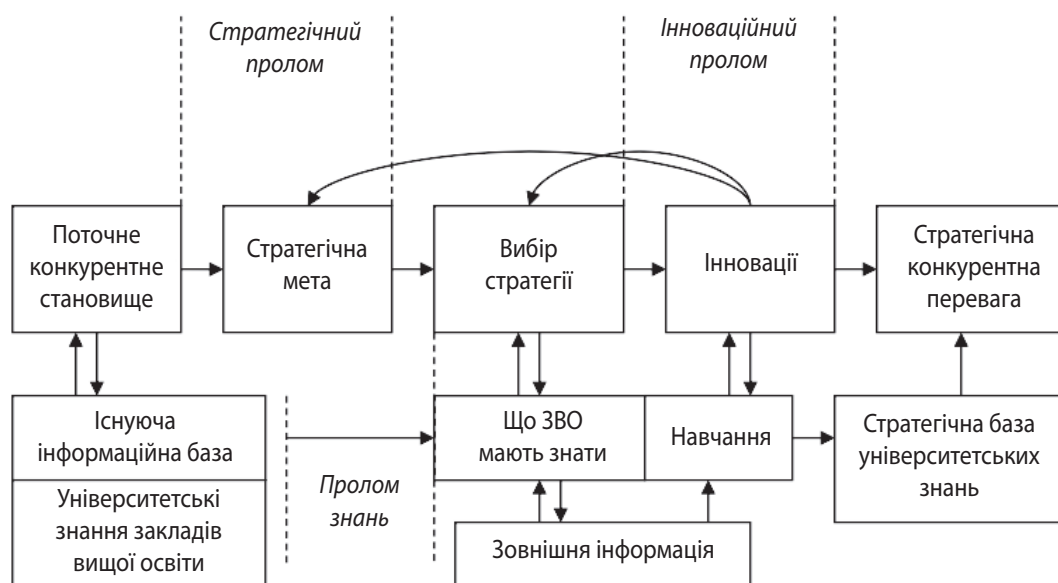 Стратегічний
пролом
Інноваційний
пролом
Поточне
конкурентне
становище
Стратегічна
мета
Вибір
стратегії
Інновації
Стратегічна
конкурентна
перевага
Існуюча
інформаційна база
Університетські
знання закладів
вищої освіти
Пролом
знань
Що ЗВО
мають знати
Навчання
Стратегічна база
університетських
знань
Зовнішня інформація